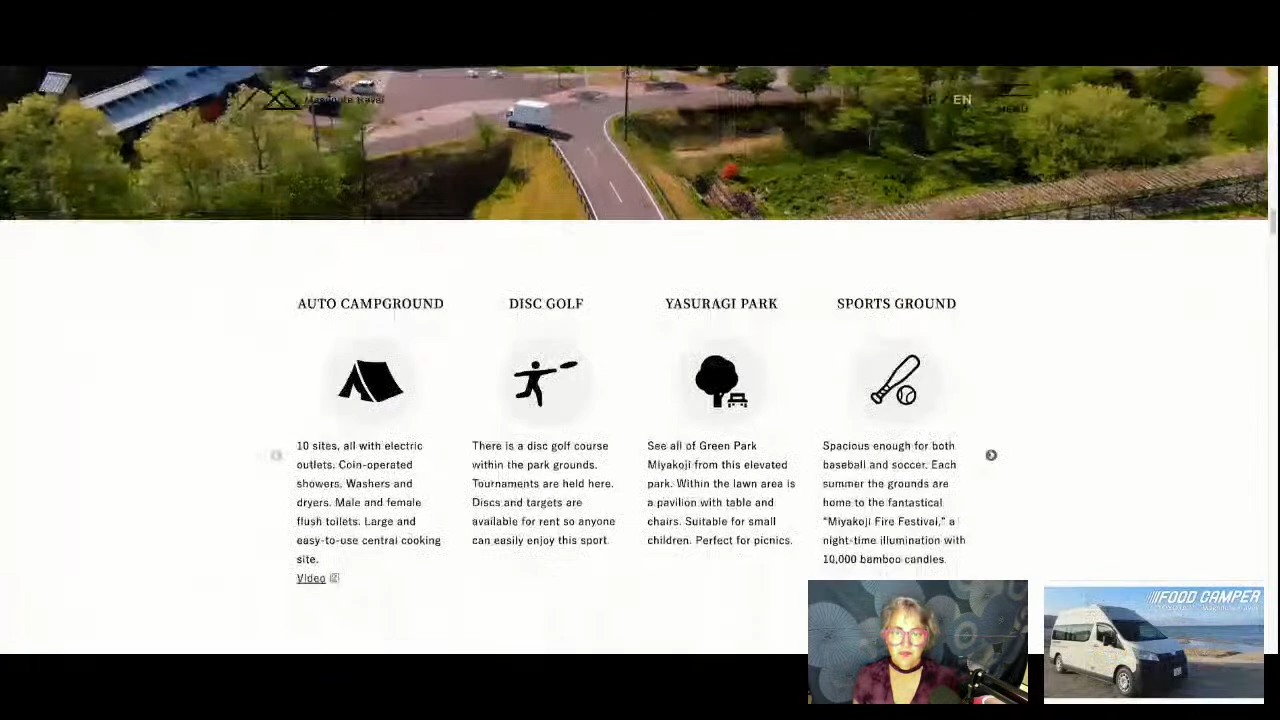 Magnolia Travel
EN
MENU
AUTO CAMPGROUND
DISC GOLF
YASURAGI PARK
SPORTS GROUND
10 sites, all with electric
outlets. Coin-operated
showers. Washers and
dryers. Male and female
flush toilets. Large and
easy-to-use central cooking
site.
Video
There is a disc golf course
within the park grounds.
Tournaments are held here.
Discs and targets are
available for rent so anyone
can easily enjoy this sport.
See all of Green Park
Miyakoji from this elevated
park. Within the lawn area is
a pavilion with table and
chairs. Suitable for small
children. Perfect for picnics.
Spacious enough for both
baseball and soccer. Each
summer the grounds are
home to the fantastical
"Miyakoji Fire Festival," a
night-time illumination with
10,000 bamboo candles.
FOOD CAMPER